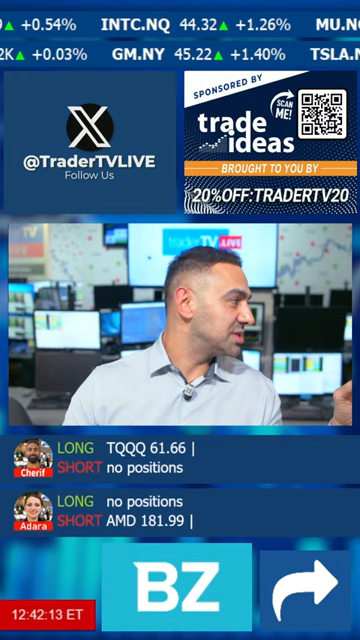 +0.54% INTC.NQ 44.32▲ +1.26% MU.N
2K▲ +0.03% GM.NY 45.22▲ +1.40% TSLA.N
X
@TraderTVLIVE
Follow Us
SPONSORED BY
SCAN ME!
trade ideas
BROUGHT TO YOU BY
20%OFF:TRADERTV20
traderTV.LIVE
Cherif
LONG TQQQ 61.66 |
SHORT no positions
Adara
LONG no positions
SHORT AMD 181.99 |
12:42:13 ET
BZ